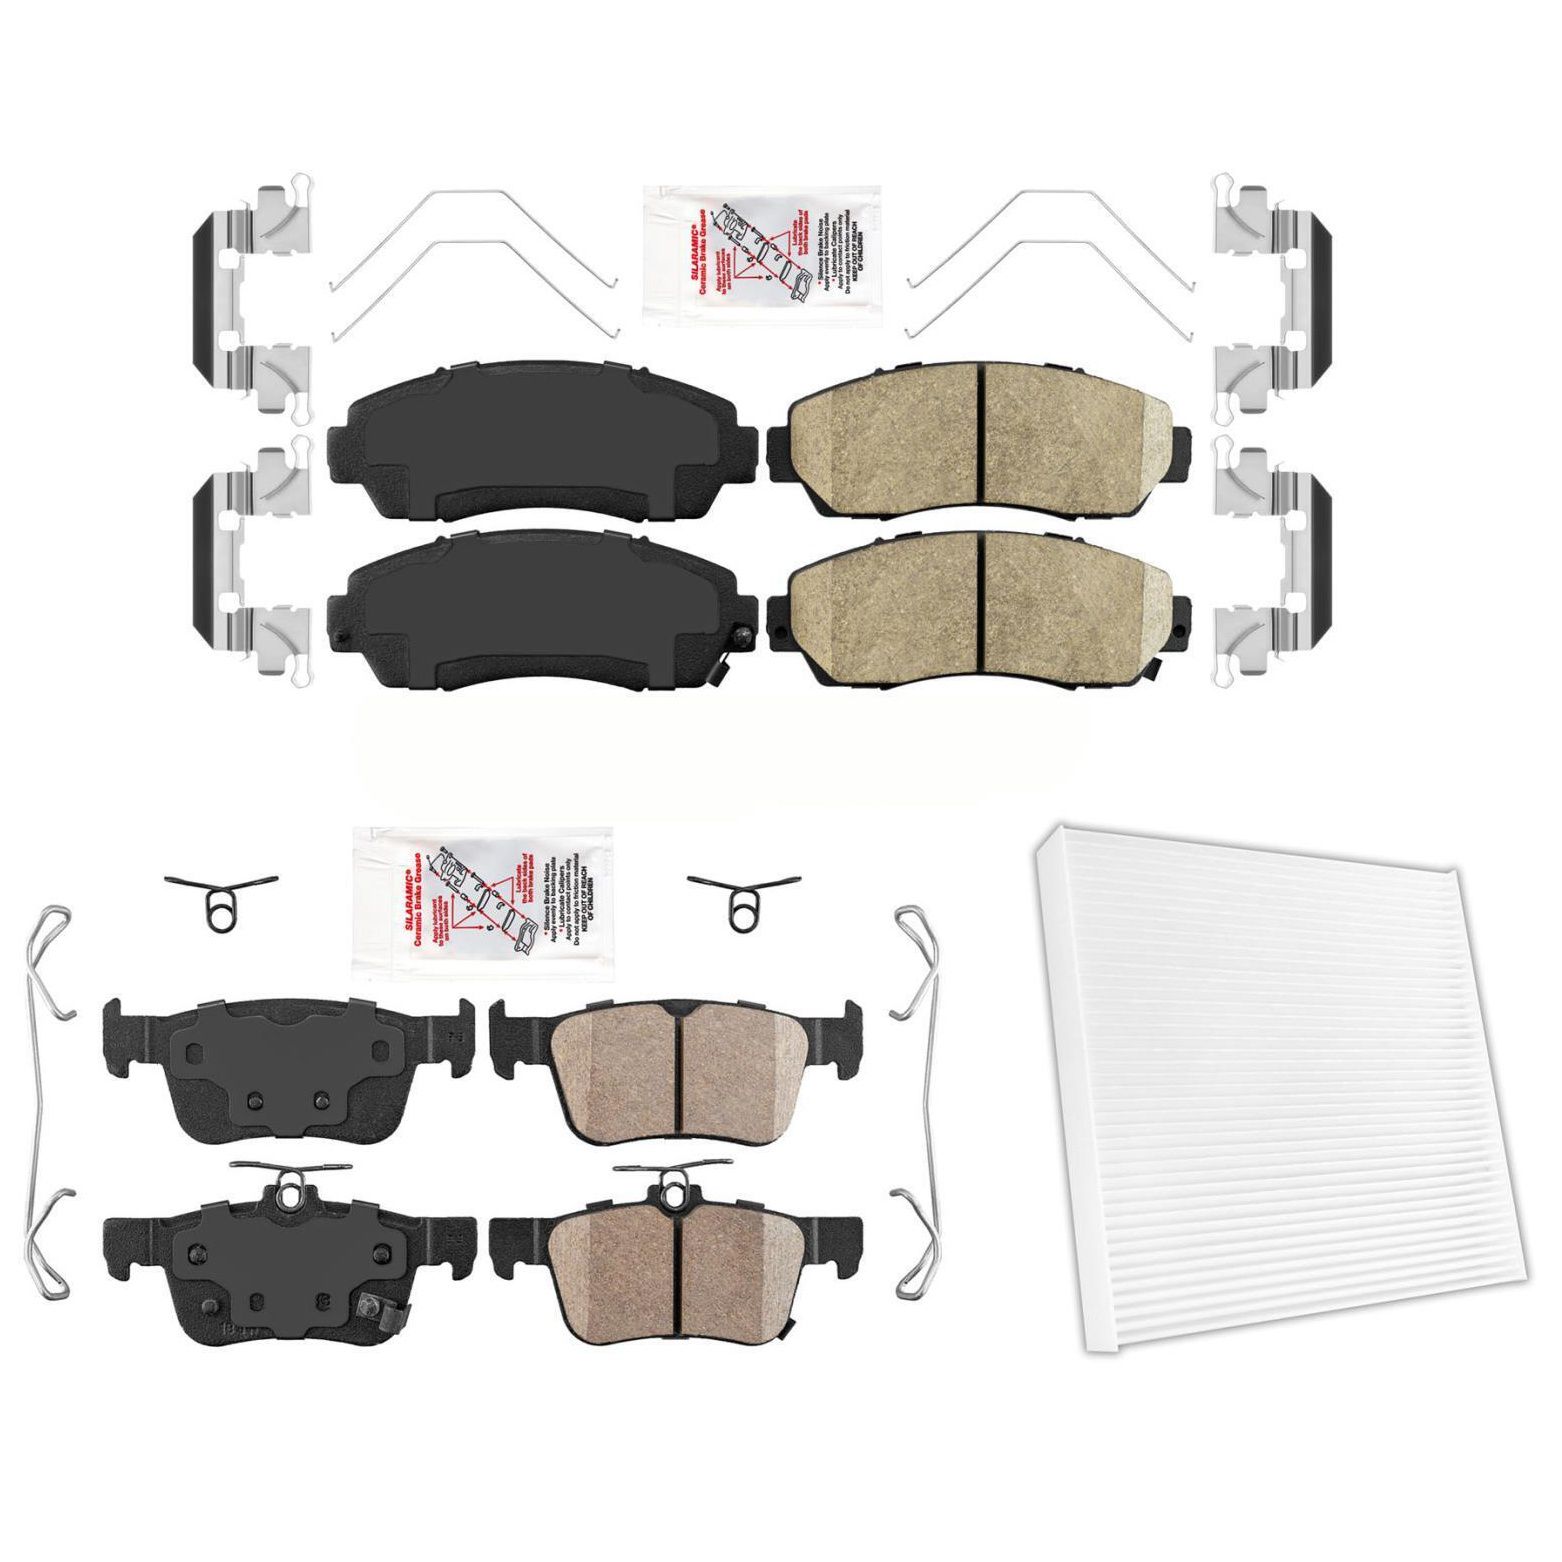 SILARAMIC®
Ceramic Brake Grease
Apply lubricant
to these surfaces
on both sides
Lubricate
the back sides of
both brake pads
* Silence Brake Noise
Apply evenly to backing plate
* Lubricate Calipers
Apply to contact points only
Do not apply to friction material
KEEP OUT OF REACH
OF CHILDREN
SILARAMIC®
Ceramic Brake Grease
Apply lubricant
to these surfaces
on both sides
Lubricate
the back sides of
both brake pads
* Silence Brake Noise
Apply evenly to backing plate
* Lubricate Calipers
Apply to contact points only
Do not apply to friction material
KEEP OUT OF REACH
OF CHILDREN